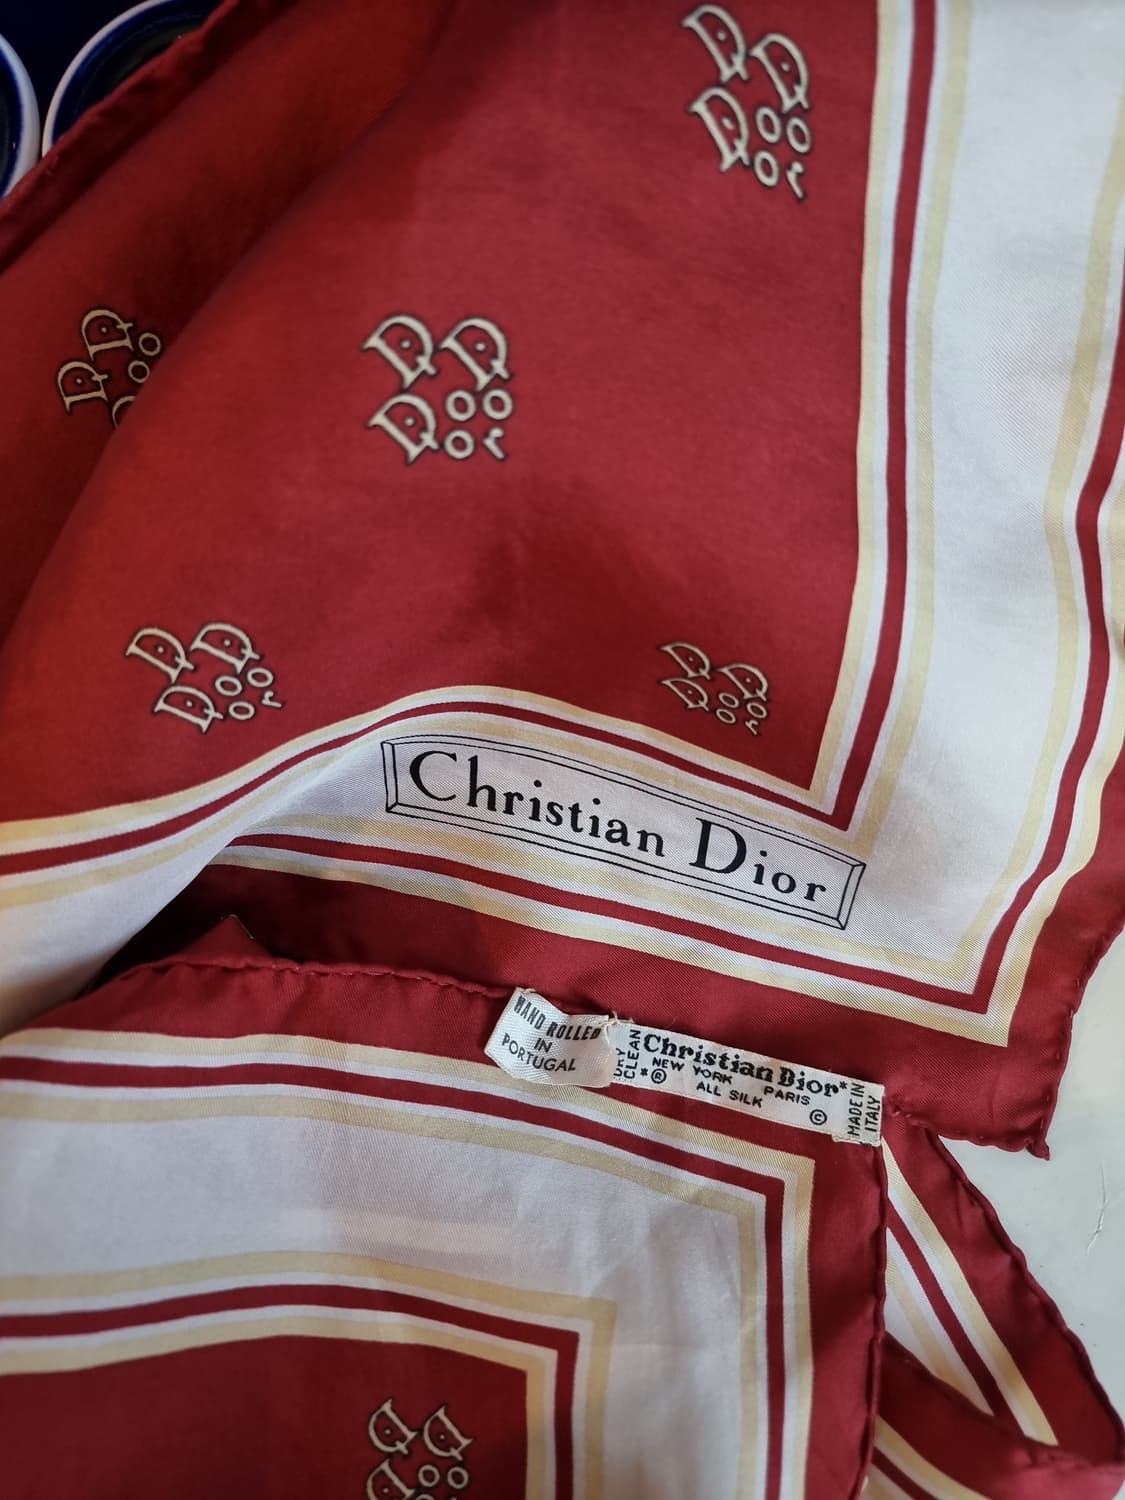 D D
D o o
o r
D D
D o o
D D
D o o
o r
D D
D o o
o r
D D
D o o
o r
Christian Dior
HAND ROLLED
IN
PORTUGAL
DRY
CLEAN
Christian Dior*
*® NEW YORK PARIS
ALL SILK ©
MADE IN
ITALY
D D
D o o